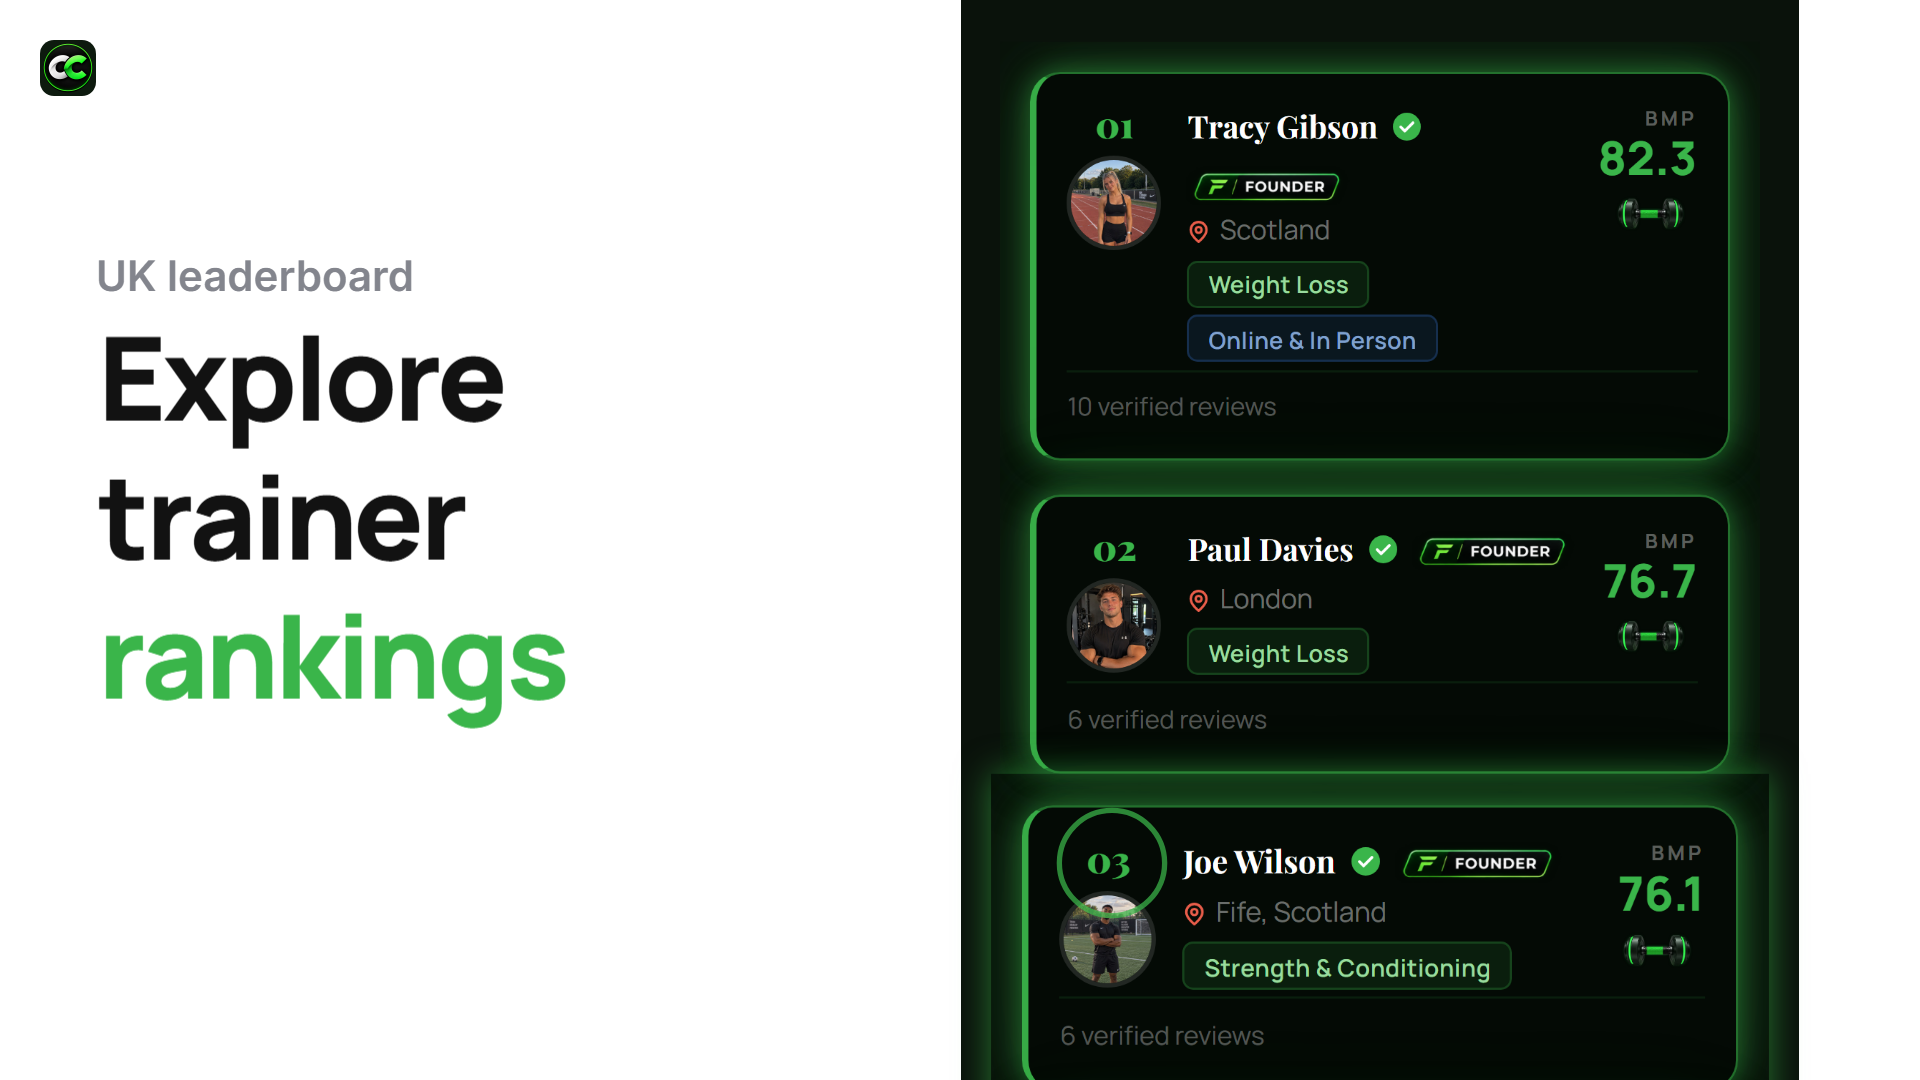 CC
UK leaderboard
Explore
trainer
rankings
01
Tracy Gibson
BMP
82.3
F / FOUNDER
Scotland
Weight Loss
Online & In Person
10 verified reviews
02
Paul Davies
F / FOUNDER
BMP
76.7
London
Weight Loss
6 verified reviews
03
Joe Wilson
F / FOUNDER
BMP
76.1
Fife, Scotland
Strength & Conditioning
6 verified reviews